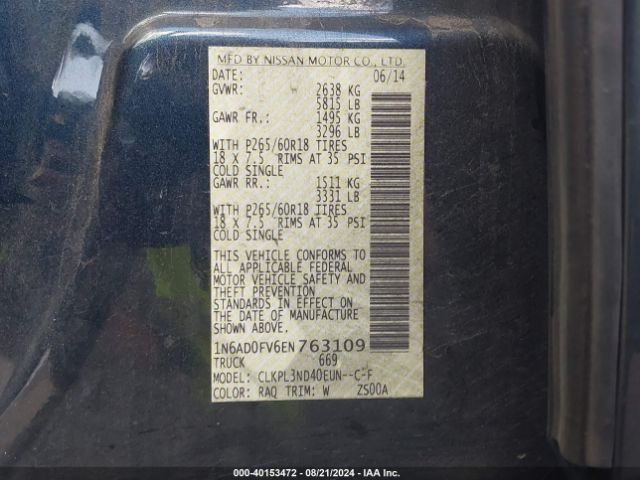 MFD BY NISSAN MOTOR CO., LTD.
DATE: 06/14
GVWR: W 2638 KG
5815 LB
GAWR FR.: 1495 KG
3296 LB
WITH P265/60R18 TIRES
18 X 7.5 RIMS AT 35 PSI
COLD SINGLE
GAWR RR.: 1511 KG
3331 LB
WITH P265/60R18 TIRES
18 X 7.5 RIMS AT 35 PSI
COLD SINGLE
THIS VEHICLE CONFORMS TO
ALL APPLICABLE FEDERAL
MOTOR VEHICLE SAFETY AND
THEFT PREVENTION
STANDARDS IN EFFECT ON
THE DATE OF MANUFACTURE
SHOWN ABOVE.
1N6AD0FV6EN763109
TRUCK 669
MODEL: CLKPL3ND40EUN--C-F
COLOR: RAQ TRIM: W ZS00A
000-40153472 - 08/21/2024 - IAA Inc.